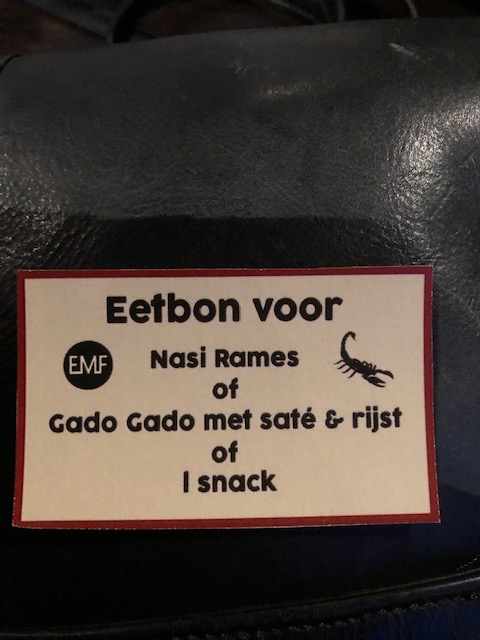 Eetbon voor
EMF
Nasi Rames
of
Gado Gado met saté & rijst
of
1 snack